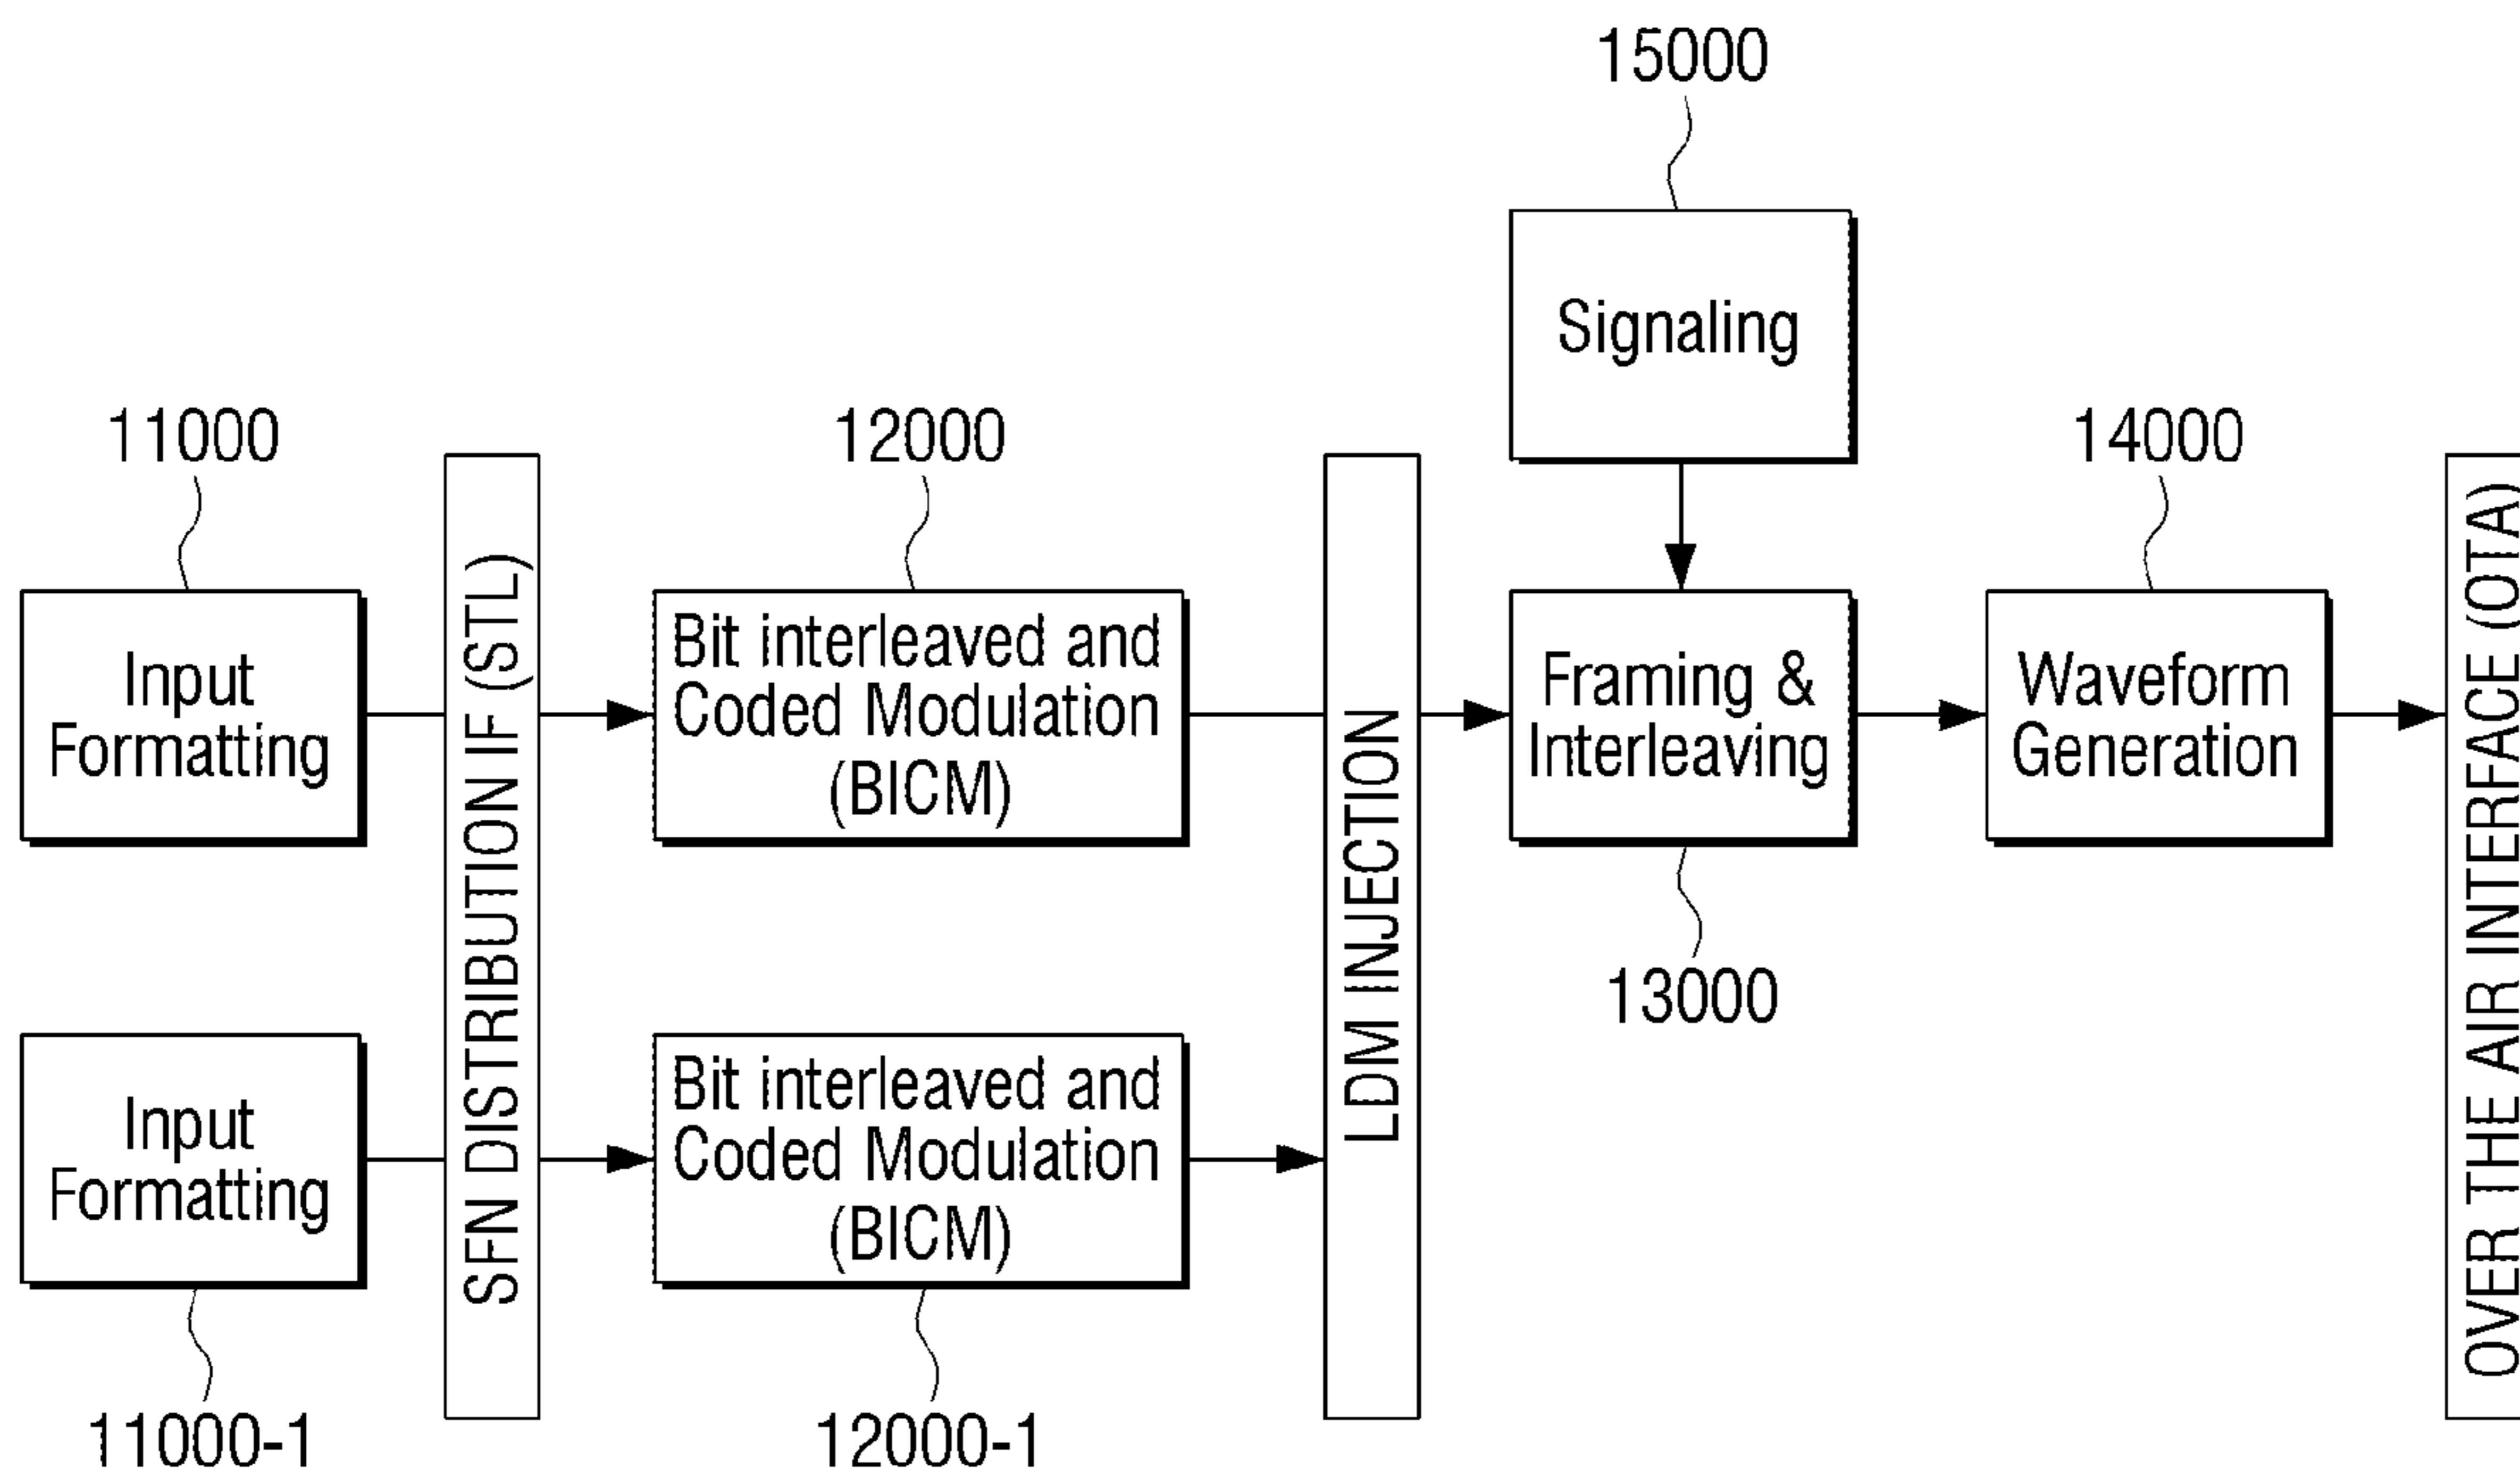 15000
Signaling
11000
12000
14000
Input
Formatting
SFN DISTRIBUTION IF (STL)
Bit interleaved and
Coded Modulation
(BICM)
LDM INJECTION
Framing &
Interleaving
Waveform
Generation
OVER THE AIR INTERFACE (OTA)
13000
Input
Formatting
Bit interleaved and
Coded Modulation
(BICM)
11000-1
12000-1